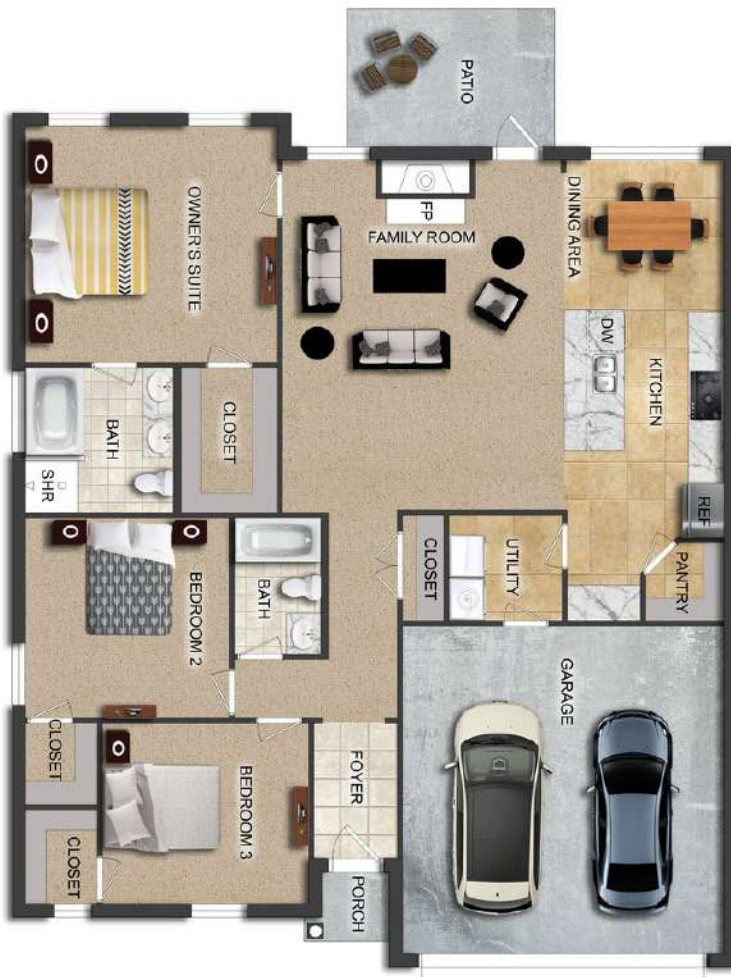 PATIO
OWNER'S SUITE
FP
FAMILY ROOM
DINING AREA
DW
KITCHEN
BATH
CLOSET
SHR
REF
BEDROOM 2
BATH
CLOSET
UTILITY
PANTRY
GARAGE
CLOSET
BEDROOM 3
FOYER
CLOSET
PORCH